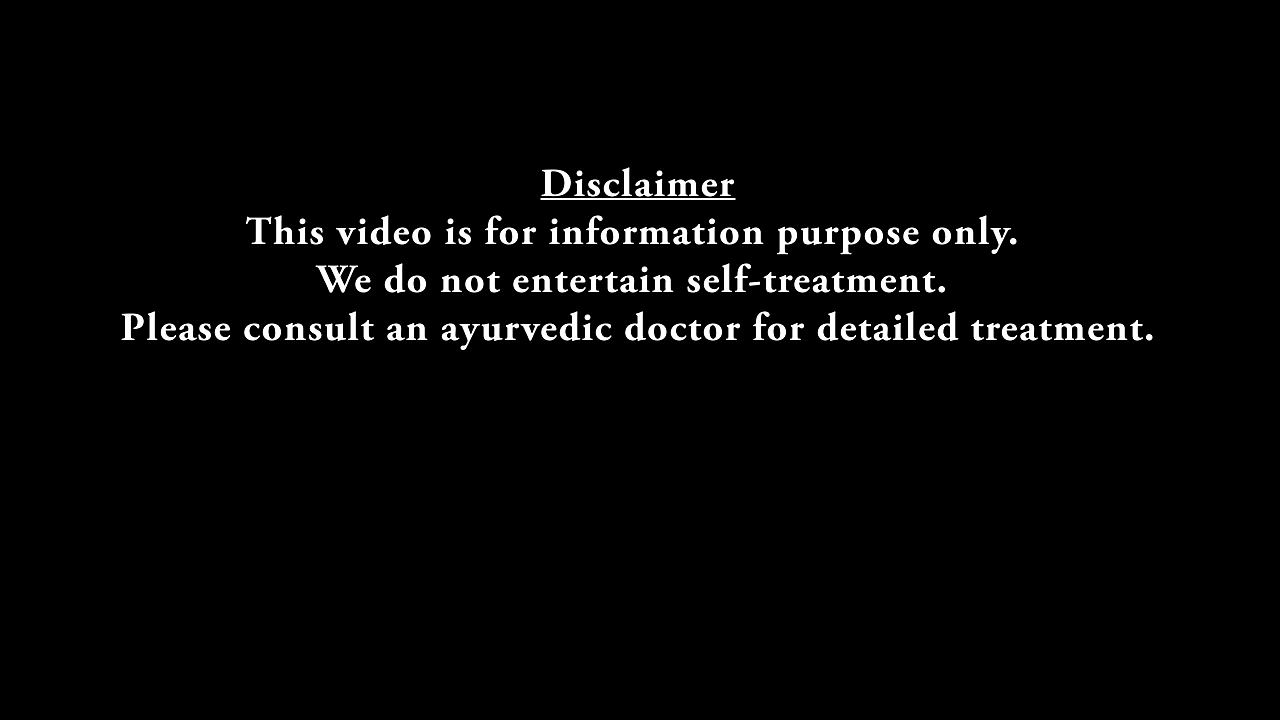 Disclaimer
This video is for information purpose only.
We do not entertain self-treatment.
Please consult an ayurvedic doctor for detailed treatment.